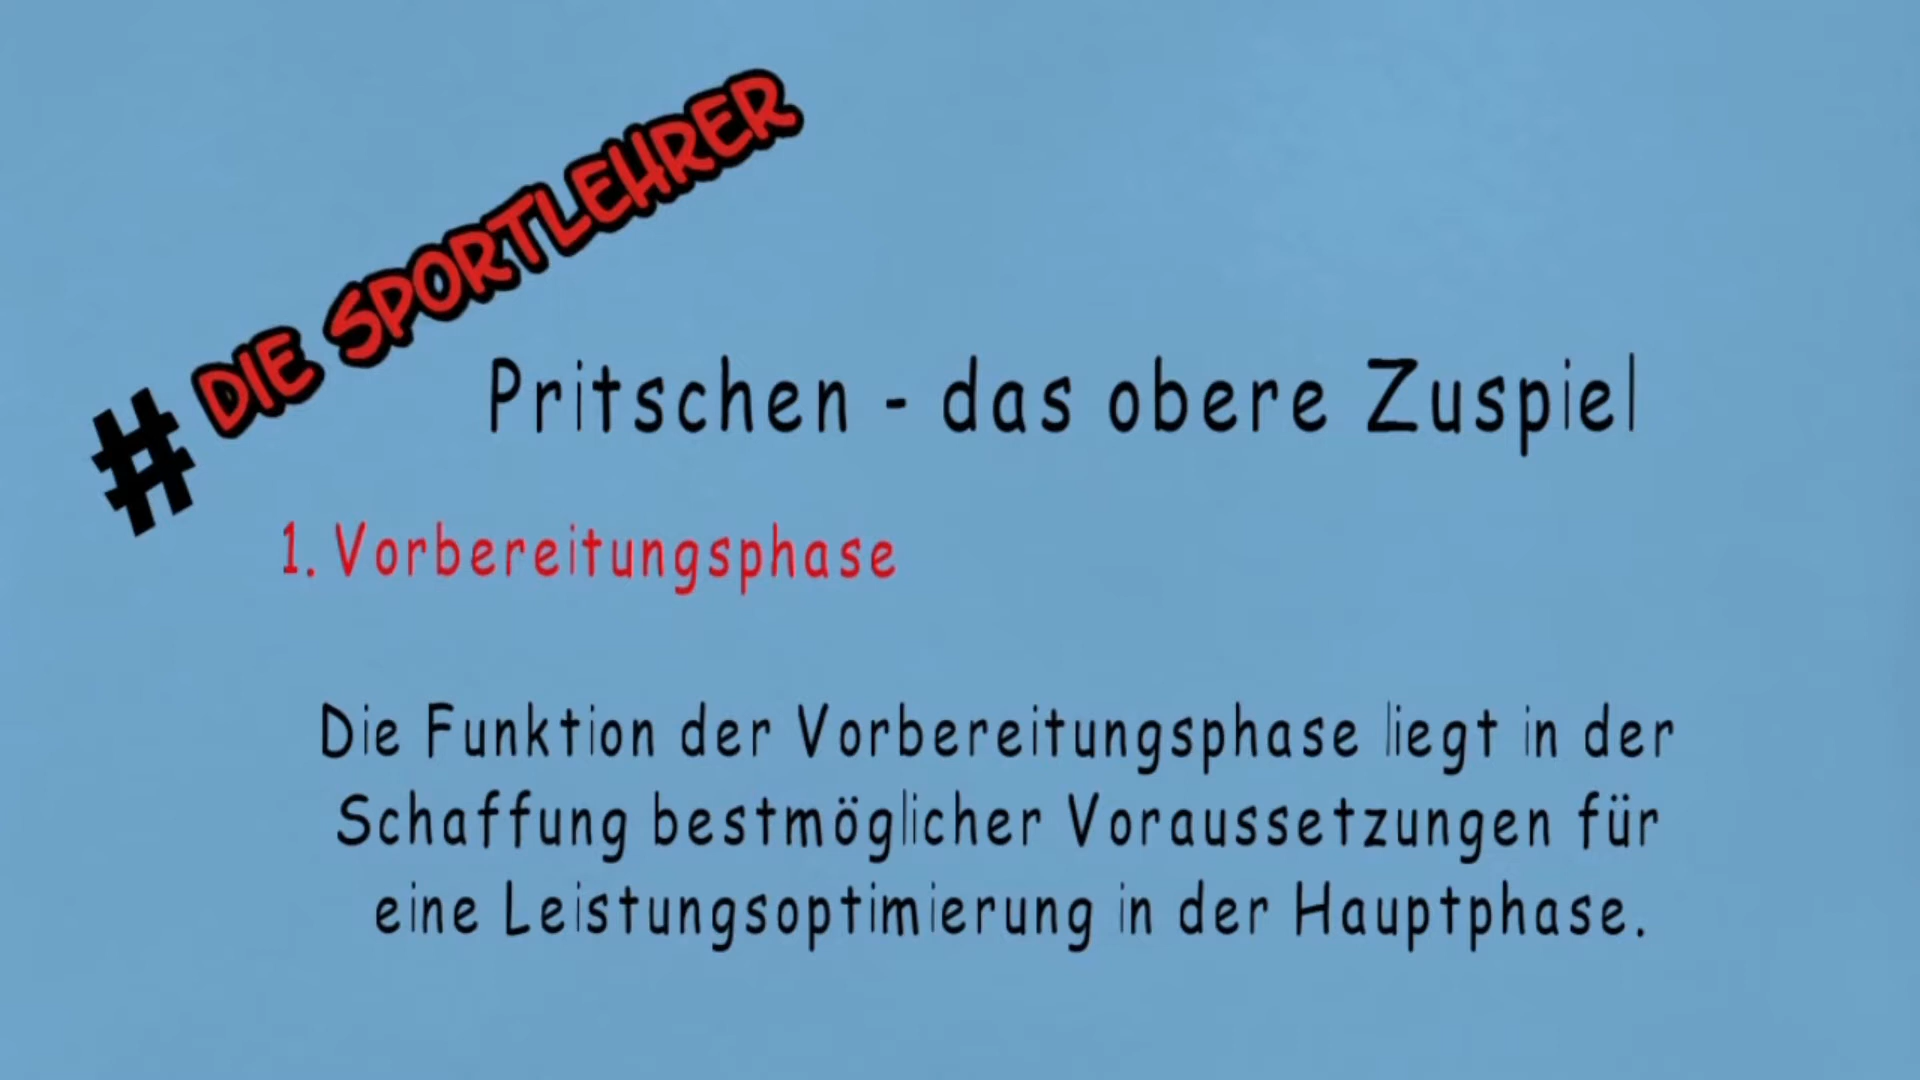 # DIE SPORTLEHRER
Pritschen - das obere Zuspiel
1. Vorbereitungsphase
Die Funktion der Vorbereitungsphase liegt in der
Schaffung bestmöglicher Voraussetzungen für
eine Leistungsoptimierung in der Hauptphase.